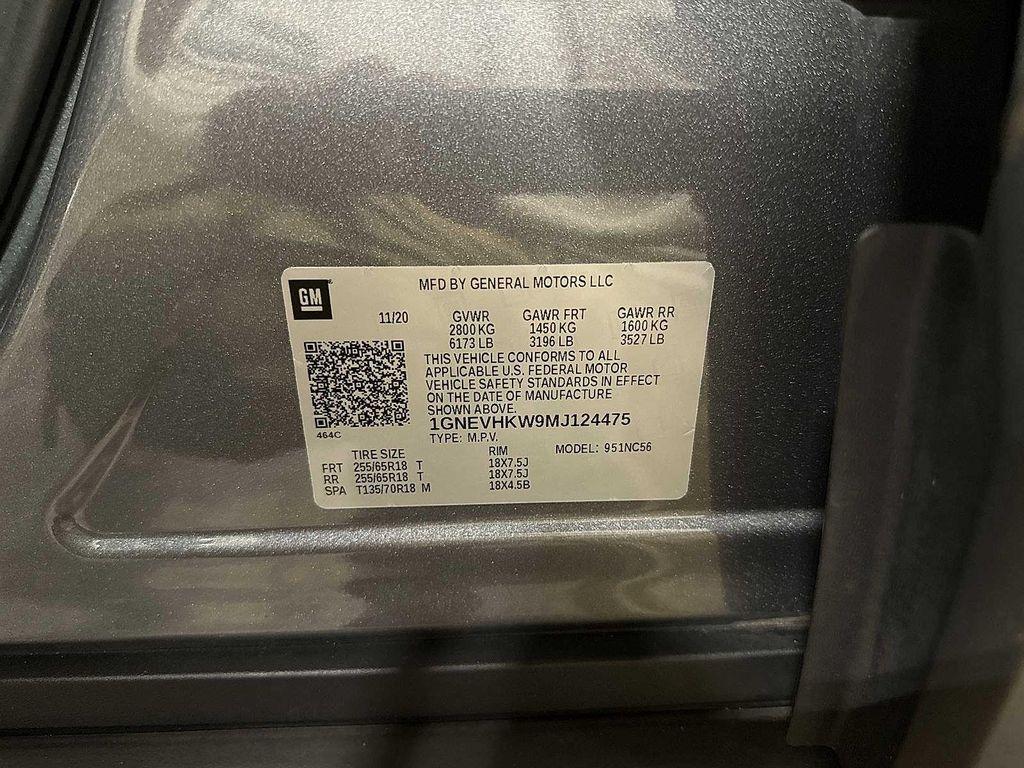 GM
MFD BY GENERAL MOTORS LLC
11/20 GVWR GAWR FRT GAWR RR
2800 KG 1450 KG 1600 KG
6173 LB 3196 LB 3527 LB
THIS VEHICLE CONFORMS TO ALL
APPLICABLE U.S. FEDERAL MOTOR
VEHICLE SAFETY STANDARDS IN EFFECT
ON THE DATE OF MANUFACTURE
SHOWN ABOVE.
1GNEVHKW9MJ124475
464C
TYPE: M.P.V. MODEL: 951NC56
TIRE SIZE RIM
FRT 255/65R18 T 18X7.5J
RR 255/65R18 T 18X7.5J
SPA T135/70R18 M 18X4.5B